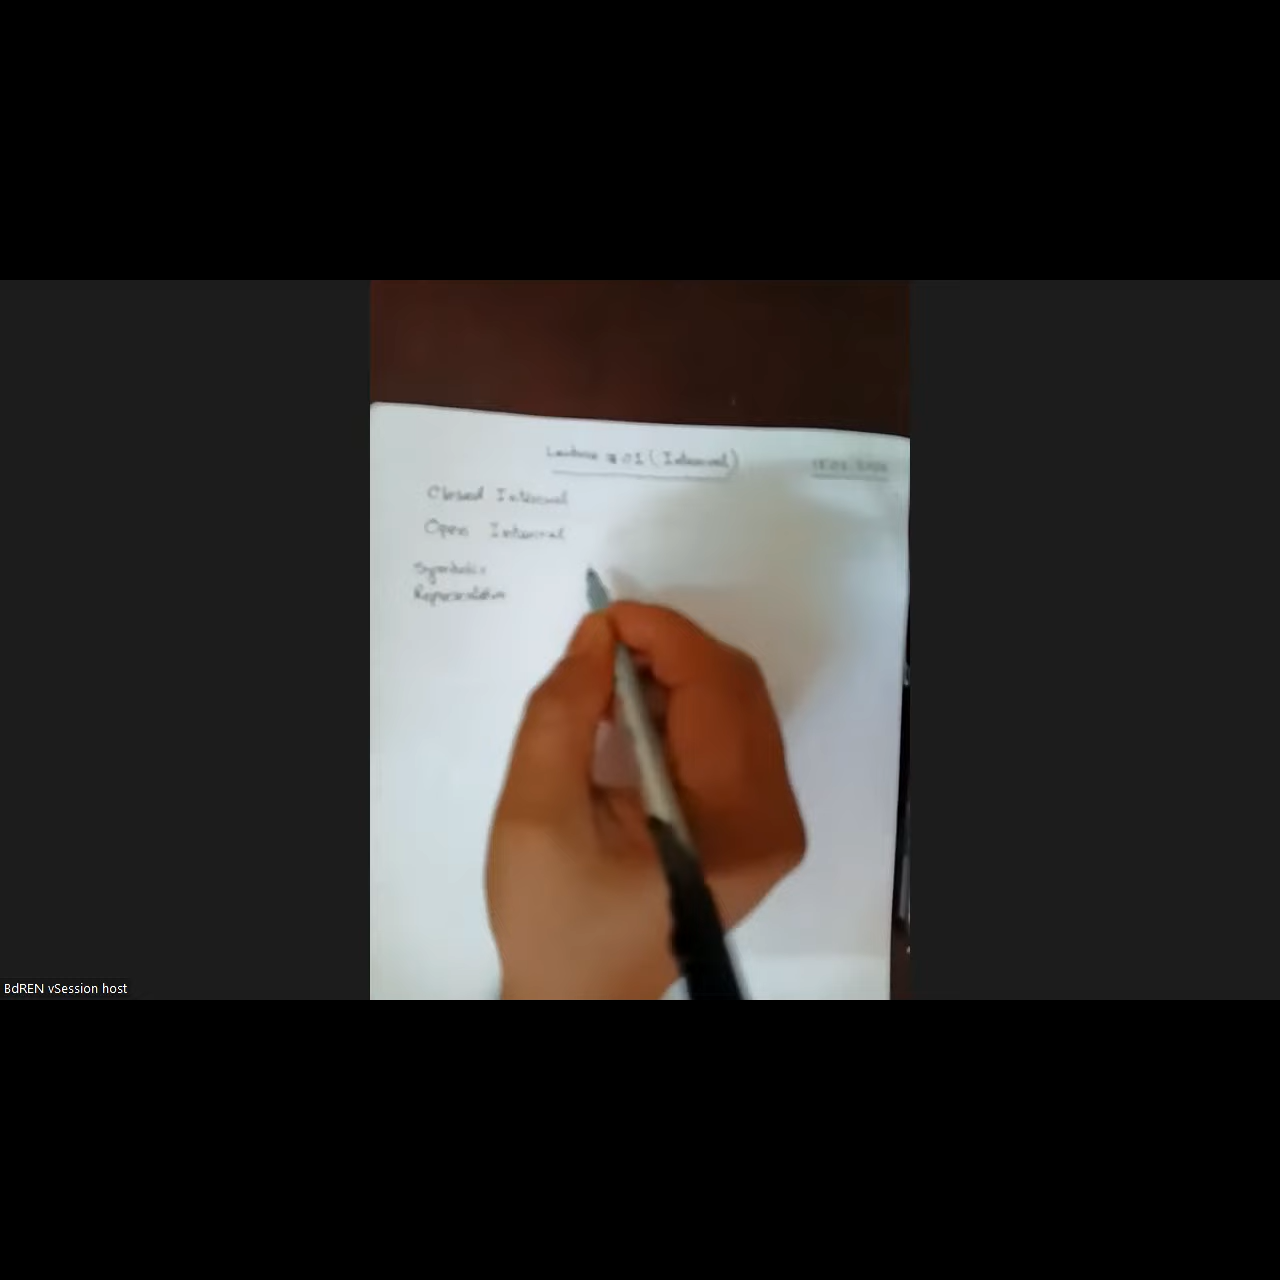 Lecture # 01 (Interval)
Closed Interval
Open Interval
Symbolic
Representation
BdREN vSession host